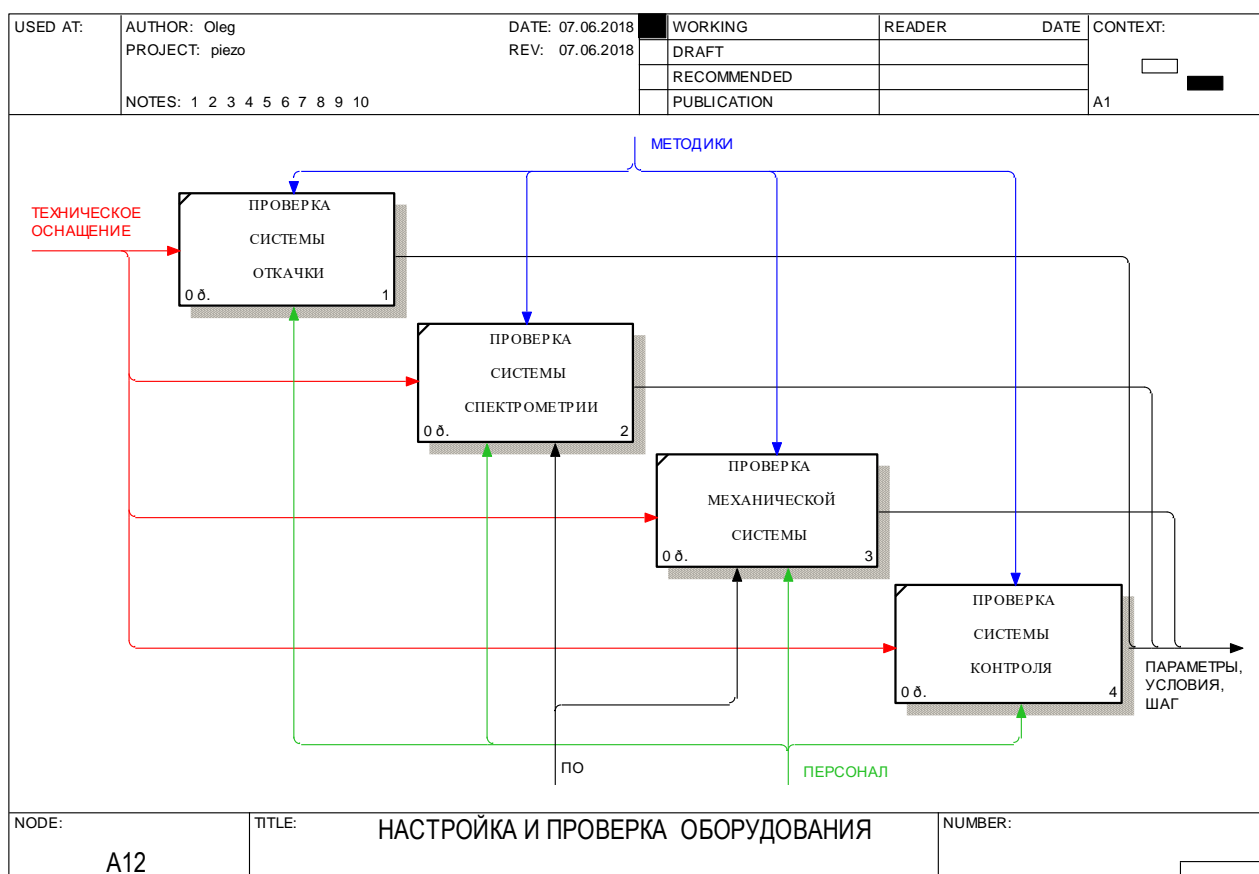 USED AT:
AUTHOR: Oleg
DATE: 07.06.2018
WORKING
READER
DATE
CONTEXT:
PROJECT: piezo
REV: 07.06.2018
DRAFT
RECOMMENDED
NOTES: 1 2 3 4 5 6 7 8 9 10
PUBLICATION
A1
МЕТОДИКИ
ТЕХНИЧЕСКОЕ
ОСНАЩЕНИЕ
ПРОВЕРКА
СИСТЕМЫ
ОТКАЧКИ
0 ð.
1
ПРОВЕРКА
СИСТЕМЫ
СПЕКТРОМЕТРИИ
0 ð.
2
ПРОВЕРКА
МЕХАНИЧЕСКОЙ
СИСТЕМЫ
0 ð.
3
ПРОВЕРКА
СИСТЕМЫ
КОНТРОЛЯ
0 ð.
4
ПАРАМЕТРЫ,
УСЛОВИЯ,
ШАГ
ПО
ПЕРСОНАЛ
NODE:
A12
TITLE:
НАСТРОЙКА И ПРОВЕРКА ОБОРУДОВАНИЯ
NUMBER: